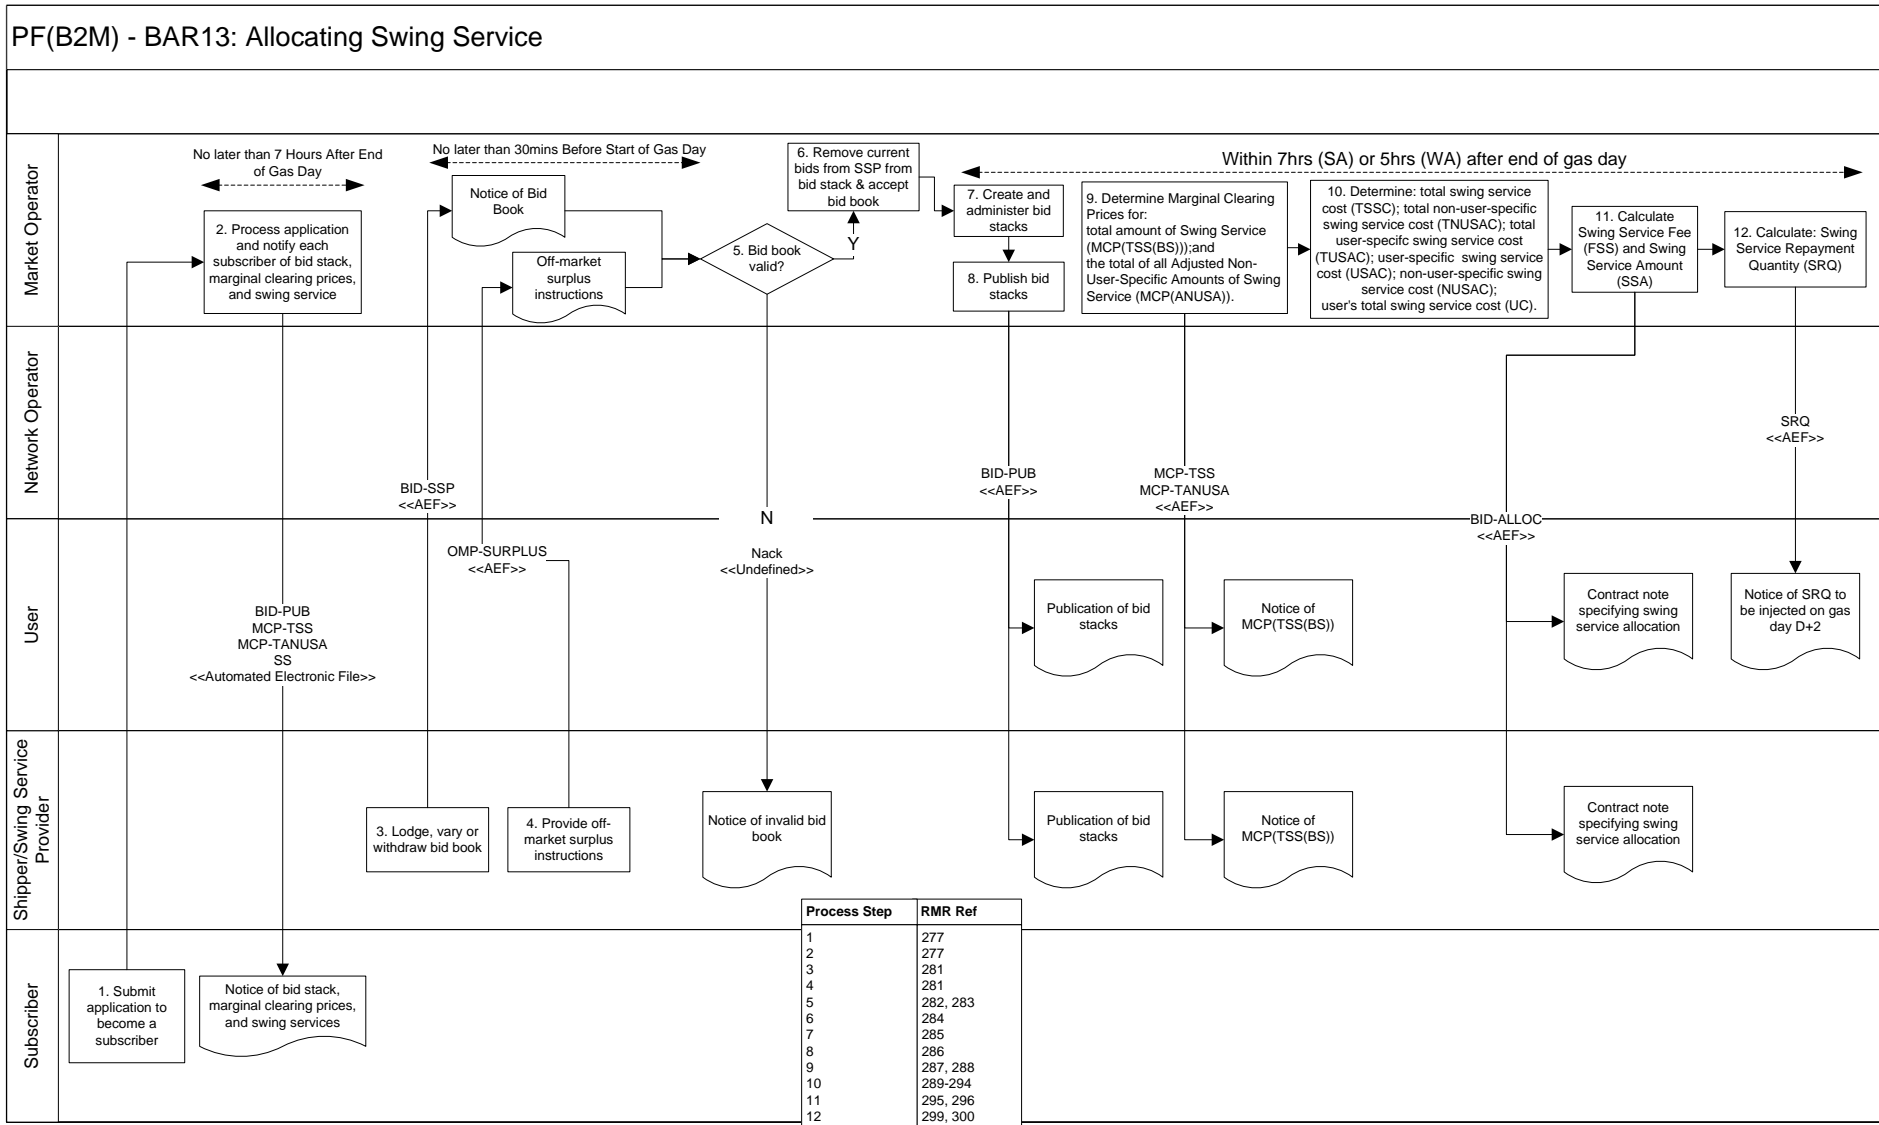 PF(B2M) - BAR13: Allocating Swing Service
Market Operator
No later than 7 Hours After End
of Gas Day
2. Process application
and notify each
subscriber of bid stack,
marginal clearing prices,
and swing service
No later than 30mins Before Start of Gas Day
Notice of Bid
Book
Off-market
surplus
instructions
5. Bid book
valid?
Y
6. Remove current
bids from SSP from
bid stack & accept
bid book
Within 7hrs (SA) or 5hrs (WA) after end of gas day
7. Create and
administer bid
stacks
8. Publish bid
stacks
9. Determine Marginal Clearing
Prices for:
total amount of Swing Service
(MCP(TSS(BS)));and
the total of all Adjusted Non-
User-Specific Amounts of Swing
Service (MCP(ANUSA)).
10. Determine: total swing service
cost (TSSC); total non-user-specific
swing service cost (TNUSAC); total
user-specifc swing service cost
(TUSAC); user-specific swing service
cost (USAC); non-user-specific swing
service cost (NUSAC);
user's total swing service cost (UC).
11. Calculate
Swing Service Fee
(FSS) and Swing
Service Amount
(SSA)
12. Calculate: Swing
Service Repayment
Quantity (SRQ)
Network Operator
BID-SSP
<<AEF>>
BID-PUB
<<AEF>>
MCP-TSS
MCP-TANUSA
<<AEF>>
SRQ
<<AEF>>
N
BID-ALLOC
<<AEF>>
User
OMP-SURPLUS
<<AEF>>
Nack
<<Undefined>>
BID-PUB
MCP-TSS
MCP-TANUSA
SS
<<Automated Electronic File>>
Publication of bid
stacks
Notice of
MCP(TSS(BS))
Contract note
specifying swing
service allocation
Notice of SRQ to
be injected on gas
day D+2
Shipper/Swing Service
Provider
3. Lodge, vary or
withdraw bid book
4. Provide off-
market surplus
instructions
Notice of invalid bid
book
Publication of bid
stacks
Notice of
MCP(TSS(BS))
Contract note
specifying swing
service allocation
Subscriber
1. Submit
application to
become a
subscriber
Notice of bid stack,
marginal clearing prices,
and swing services
Process Step RMR Ref
1 277
2 277
3 281
4 281
5 282, 283
6 284
7 285
8 286
9 287, 288
10 289-294
11 295, 296
12 299, 300